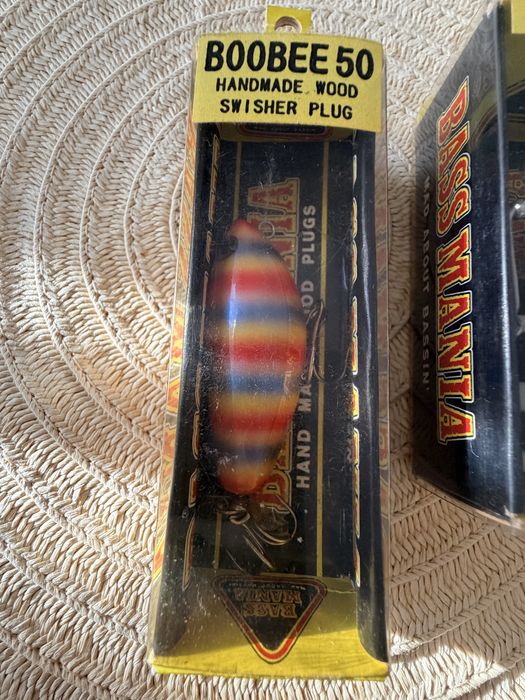 BOOBEE 50
HANDMADE WOOD
SWISHER PLUG
HAND MA
OOD PLUGS
BASS
MANIA
BASS MANIA
MAD ABOUT BASSIN'